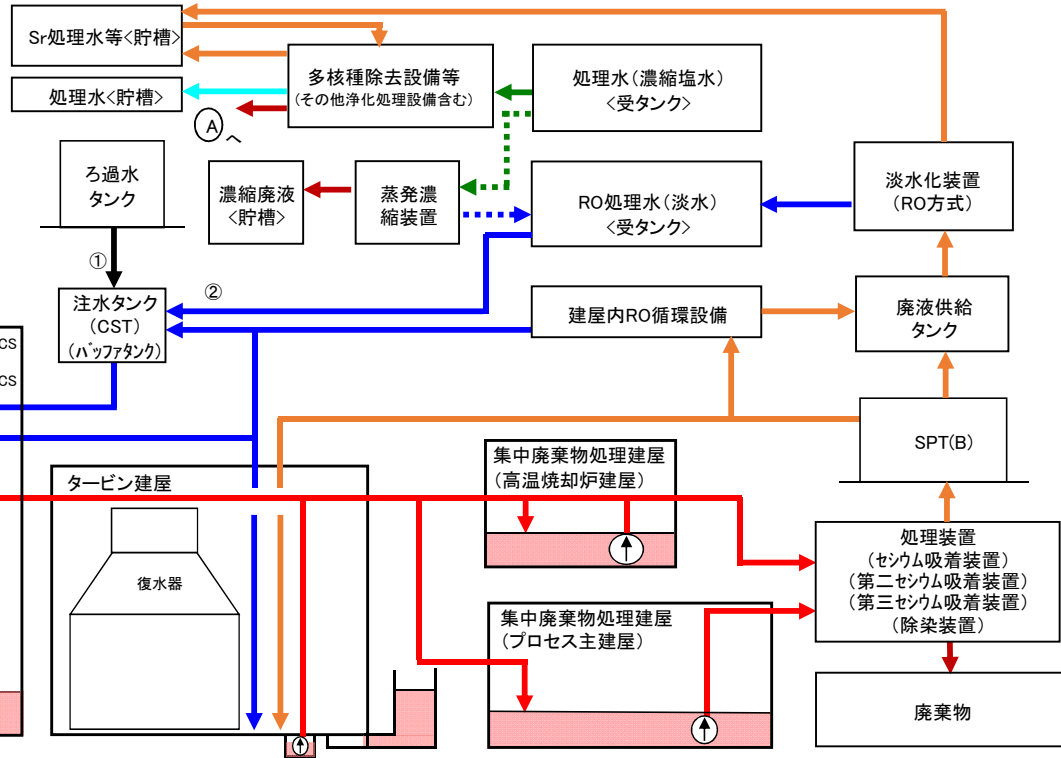 Sr処理水等<貯槽>
処理水<貯槽>
多核種除去設備等
(その他浄化処理設備含む)
処理水(濃縮塩水)
<受タンク>
A
へ
ろ過水
タンク
濃縮廃液
<貯槽>
蒸発濃
縮装置
RO処理水(淡水)
<受タンク>
淡水化装置
(RO方式)
①
②
注水タンク
(CST)
(バッファタンク)
建屋内RO循環設備
廃液供給
タンク
CS
CS
SPT(B)
タービン建屋
復水器
集中廃棄物処理建屋
(高温焼却炉建屋)
処理装置
(セシウム吸着装置)
(第二セシウム吸着装置)
(第三セシウム吸着装置)
(除染装置)
集中廃棄物処理建屋
(プロセス主建屋)
廃棄物